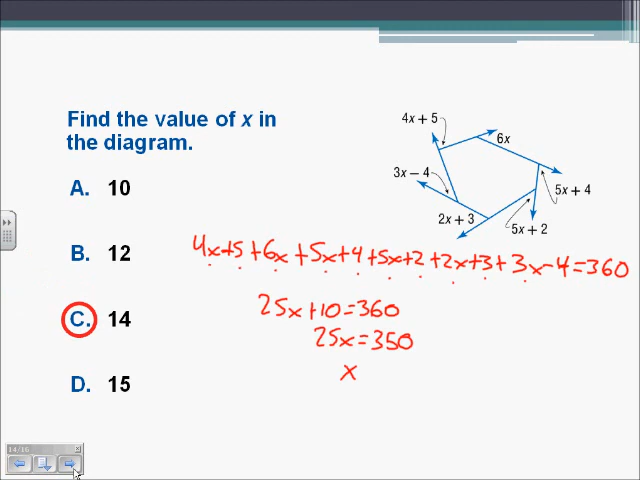 Find the value of x in
the diagram.
4x + 5
6x
3x – 4
5x + 4
2x + 3
5x + 2
A. 10
B. 12
4x+5+6x+5x+4+5x+2+2x+3+3x-4=360
25x+10=360
C. 14
25x=350
x
D. 15
14/16